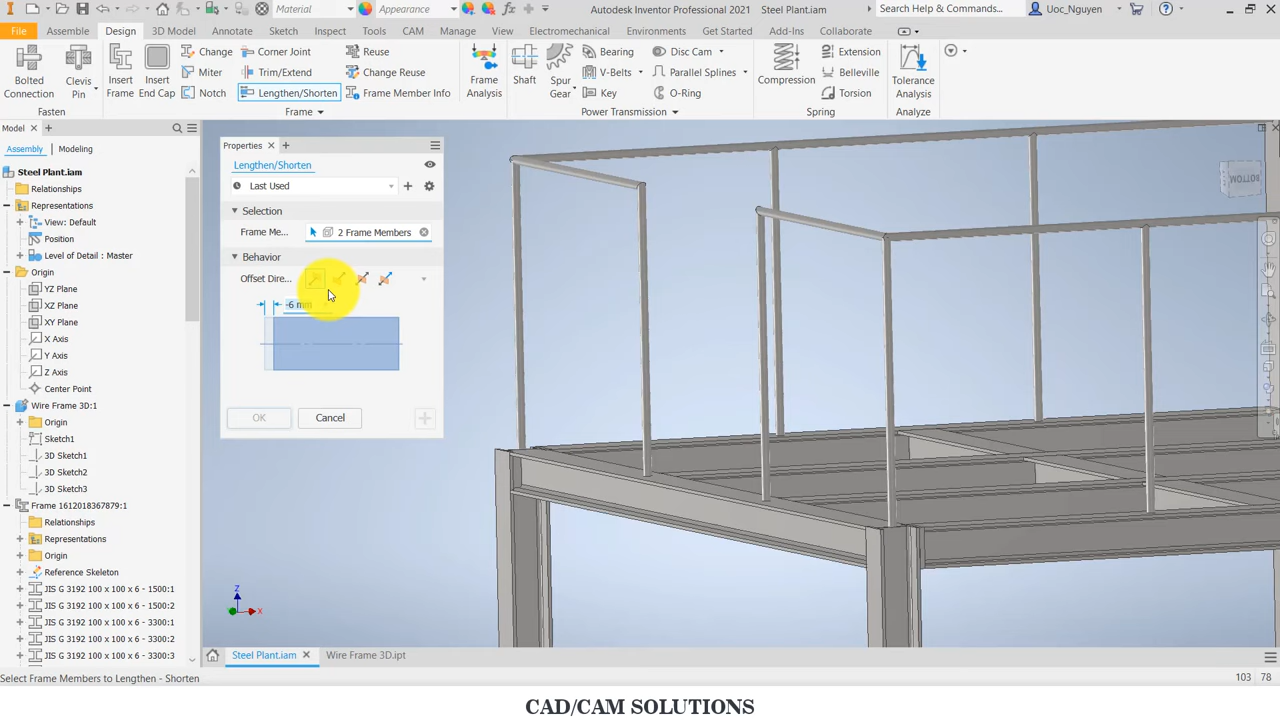 Material
Appearance
Autodesk Inventor Professional 2021 Steel Plant.iam
Search Help & Commands...
Uoc_Nguyen
File Assembly Design 3D Model Annotate Sketch Inspect Tools CAM Manage View Electromechanical Environments Get Started Add-Ins Collaborate
Bolted Connection
Clevis Pin
Fasten
Insert Frame
Insert End Cap
Change
Miter
Notch
Corner Joint
Trim/Extend
Lengthen/Shorten
Reuse
Change Reuse
Frame Member Info
Frame
Frame Analysis
Shaft
Spur Gear
Bearing
V-Belts
Key
Disc Cam
Parallel Splines
O-Ring
Power Transmission
Compression
Extension
Belleville
Torsion
Spring
Tolerance Analysis
Analyze
Model
Assembly Modeling
Steel Plant.iam
Relationships
Representations
View: Default
Position
Level of Detail : Master
Origin
YZ Plane
XZ Plane
XY Plane
X Axis
Y Axis
Z Axis
Center Point
Wire Frame 3D:1
Origin
Sketch1
3D Sketch1
3D Sketch2
3D Sketch3
Frame 1612018367879:1
Relationships
Representations
Origin
Reference Skeleton
JIS G 3192 100 x 100 x 6 - 1500:1
JIS G 3192 100 x 100 x 6 - 1500:2
JIS G 3192 100 x 100 x 6 - 3300:1
JIS G 3192 100 x 100 x 6 - 3300:2
JIS G 3192 100 x 100 x 6 - 3300:3
Properties
Lengthen/Shorten
Last Used
Selection
Frame Me... 2 Frame Members
Behavior
Offset Dire...
-6 mm
OK Cancel
BOTTOM
Z
X
Steel Plant.iam Wire Frame 3D.ipt
Select Frame Members to Lengthen - Shorten
103 78
CAD/CAM SOLUTIONS